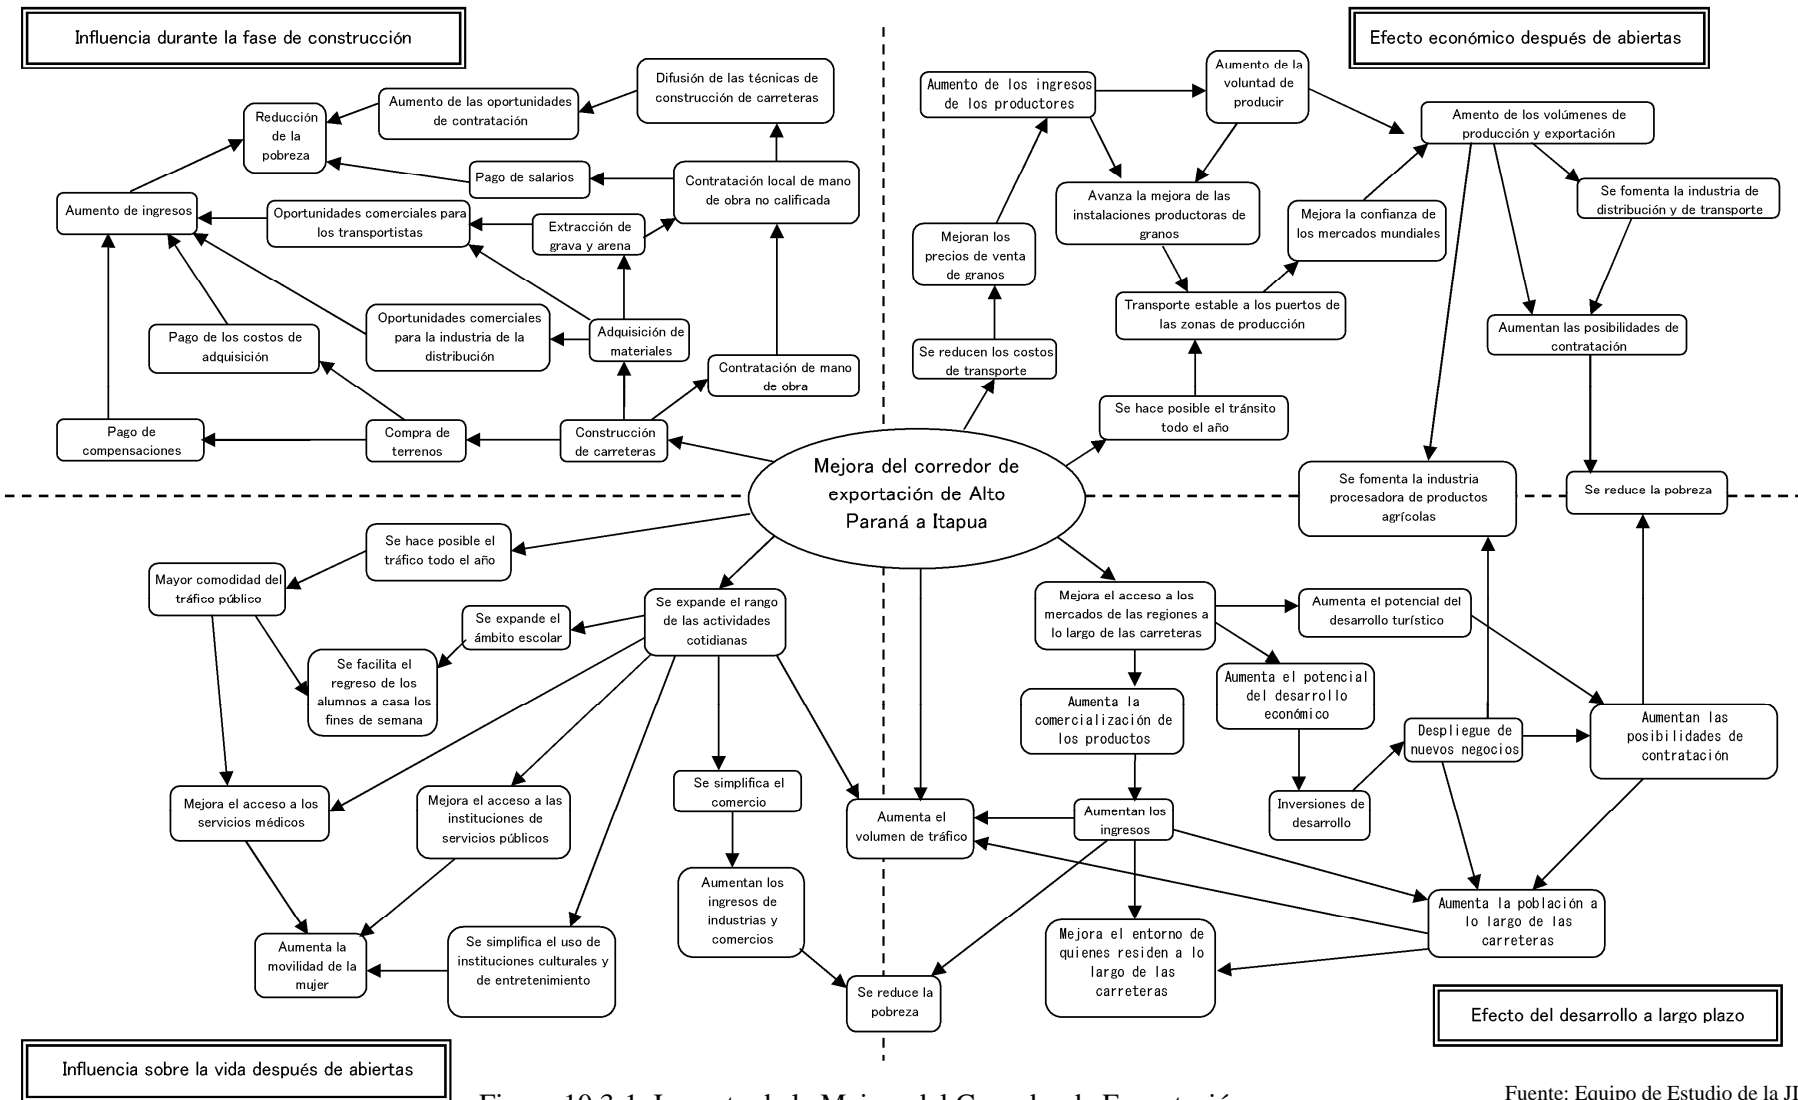 Influencia durante la fase de construcción
Efecto económico después de abiertas
Difusión de las técnicas de
construcción de carreteras
Aumento de las oportunidades
de contratación
Reducción
de la
pobreza
Pago de salarios
Contratación local de mano
de obra no calificada
Aumento de ingresos
Oportunidades comerciales para
los transportistas
Extracción de
grava y arena
Pago de los costos de
adquisición
Oportunidades comerciales
para la industria de la
distribución
Adquisición de
materiales
Contratación de mano
de obra
Pago de
compensaciones
Compra de
terrenos
Construcción
de carreteras
Aumento de los ingresos
de los productores
Aumento de la
voluntad de
producir
Amento de los volúmenes de
producción y exportación
Avanza la mejora de las
instalaciones productoras de
granos
Se fomenta la industria de
distribución y de transporte
Mejora la confianza de
los mercados mundiales
Mejoran los
precios de venta
de granos
Transporte estable a los puertos de
las zonas de producción
Aumentan las posibilidades de
contratación
Se reducen los costos
de transporte
Se hace posible el tránsito
todo el año
Mejora del corredor de
exportación de Alto
Paraná a Itapua
Se fomenta la industria
procesadora de productos
agrícolas
Se reduce la pobreza
Se hace posible el
tráfico todo el año
Mayor comodidad del
tráfico público
Se expande el
ámbito escolar
Se expande el rango
de las actividades
cotidianas
Se facilita el
regreso de los
alumnos a casa los
fines de semana
Mejora el acceso a los
servicios médicos
Mejora el acceso a las
instituciones de
servicios públicos
Se simplifica el
comercio
Aumentan los
ingresos de
industrias y
comercios
Aumenta la
movilidad de la
mujer
Se simplifica el uso de
instituciones culturales y
de entretenimiento
Aumenta el
volumen de tráfico
Se reduce la
pobreza
Mejora el acceso a los
mercados de las regiones a
lo largo de las carreteras
Aumenta el potencial del
desarrollo turístico
Aumenta el potencial
del desarrollo
económico
Aumenta la
comercialización de
los productos
Despliegue de
nuevos negocios
Aumentan las
posibilidades de
contratación
Aumentan los
ingresos
Inversiones de
desarrollo
Aumenta la población a
lo largo de las
carreteras
Mejora el entorno de
quienes residen a lo
largo de las
carreteras
Efecto del desarrollo a largo plazo
Influencia sobre la vida después de abiertas
Fuente: Equipo de Estudio de la JI